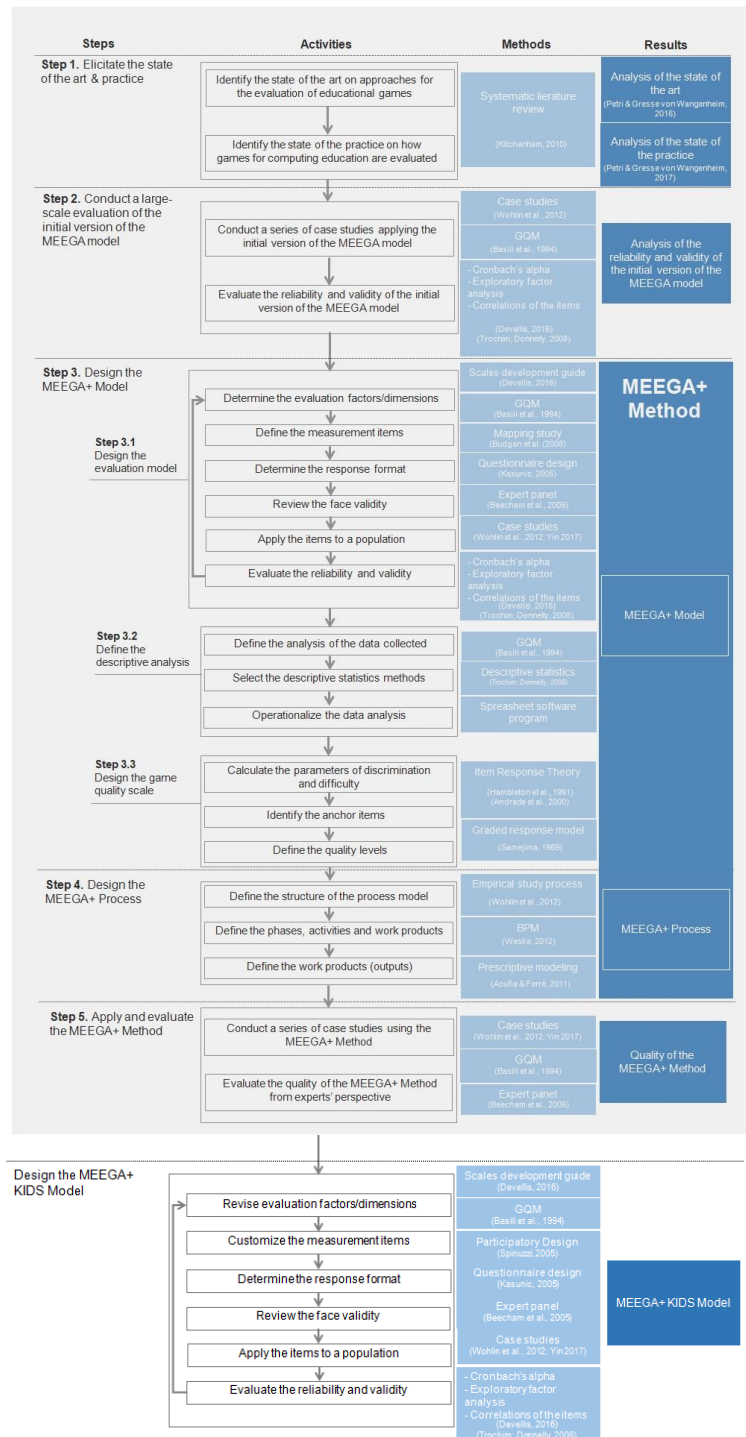 Steps
Activities
Methods
Results
Step 1. Elicitate the state
of the art & practice
Identify the state of the art on approaches for
the evaluation of educational games
Identify the state of the practice on how
games for computing education are evaluated
Systematic lierature
review
(Kitchenham, 2010)
Analysis of the state of
the art
(Petri & Gresse von Wangenheim,
2016)
Analysis of the state of
the practice
(Petri & Gresse von Wangenheim,
2017)
Step 2. Conduct a large-
scale evaluation of the
initial version of the
MEEGA model
Conduct a series of case studies applying the
initial version of the MEEGA model
Evaluate the reliability and validity of the initial
version of the MEEGA model
Case studies
(Wohlin et al., 2012)
GQM
(Basili et al., 1994)
- Cronbach's alpha
- Exploratory factor
analysis
- Correlations of the items
(Devellis, 2016)
(Trochim; Donnelly, 2008)
Analysis of the
reliability and validity of
the initial version of the
MEEGA model
Step 3. Design the
MEEGA+ Model
Step 3.1
Design the
evaluation model
Determine the evaluation factors/dimensions
Define the measurement items
Determine the response format
Review the face validity
Apply the items to a population
Evaluate the reliability and validity
Scales development guide
(Devellis, 2016)
GQM
(Basili et al., 1994)
Mapping study
(Budgen et al. (2008)
Questionnaire design
(Kasunic, 2005)
Expert panel
(Beecham et al., 2005)
Case studies
(Wohlin et al., 2012; Yin 2017)
- Cronbach's alpha
- Exploratory factor
analysis
- Correlations of the items
(Devellis, 2016)
(Trochim; Donnelly, 2008)
MEEGA+
Method
MEEGA+ Model
Step 3.2
Define the
descriptive analysis
Define the analysis of the data collected
Select the descriptive statistics methods
Operationalize the data analysis
GQM
(Basili et al., 1994)
Descriptive statistics
(Trochim; Donnelly, 2008)
Spreasheet software
program
Step 3.3
Design the game
quality scale
Calculate the parameters of discrimination
and difficulty
Identify the anchor items
Define the quality levels
Item Response Theory
(Hambleton et al., 1991)
(Andrade et al., 2000)
Graded response model
(Samejima, 1969)
Step 4. Design the
MEEGA+ Process
Define the structure of the process model
Define the phases, activities and work products
Define the work products (outputs)
Empirical study process
(Wohlin et al., 2012)
BPM
(Weske, 2012)
Prescriptive modeling
(Acuña & Ferré, 2011)
MEEGA+ Process
Step 5. Apply and evaluate
the MEEGA+ Method
Conduct a series of case studies using the
MEEGA+ Method
Evaluate the quality of the MEEGA+ Method
from experts' perspective
Case studies
(Wohlin et al., 2012; Yin 2017)
GQM
(Basili et al., 1994)
Expert panel
(Beecham et al., 2005)
Quality of the
MEEGA+ Method
Design the MEEGA+
KIDS Model
Revise evaluation factors/dimensions
Customize the measurement items
Determine the response format
Review the face validity
Apply the items to a population
Evaluate the reliability and validity
Scales development guide
(Devellis, 2016)
GQM
(Basili et al., 1994)
Participatory Design
(Spinuzzi, 2005)
Questionnaire design
(Kasunic, 2005)
Expert panel
(Beecham et al., 2005)
Case studies
(Wohlin et al., 2012; Yin 2017)
- Cronbach's alpha
- Exploratory factor
analysis
- Correlations of the items
(Devellis, 2016)
(Trochim; Donnelly, 2008)
MEEGA+ KIDS Model